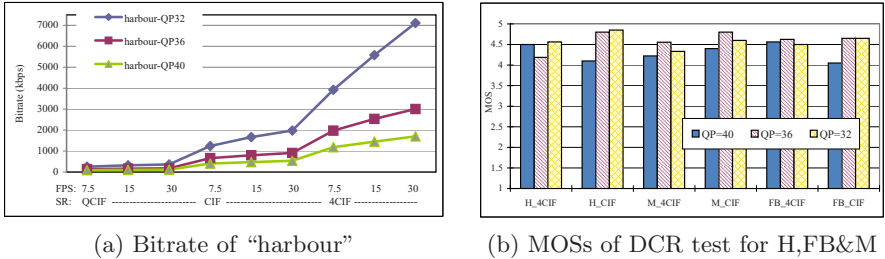 7000
6000
5000
4000
3000
2000
1000
0
Bitrate (kbps)
harbour-QP32
harbour-QP36
harbour-QP40
FPS: 7.5 15 30 7.5 15 30 7.5 15 30
SR: QCIF -------------------- CIF ----------------------- 4CIF -----------------
(a) Bitrate of “harbour”
5
4.5
4
3.5
3
2.5
2
1.5
1
MOS
QP=40 QP=36 QP=32
H_4CIF H_CIF M_4CIF M_CIF FB_4CIF FB_CIF
(b) MOSs of DCR test for H,FB&M